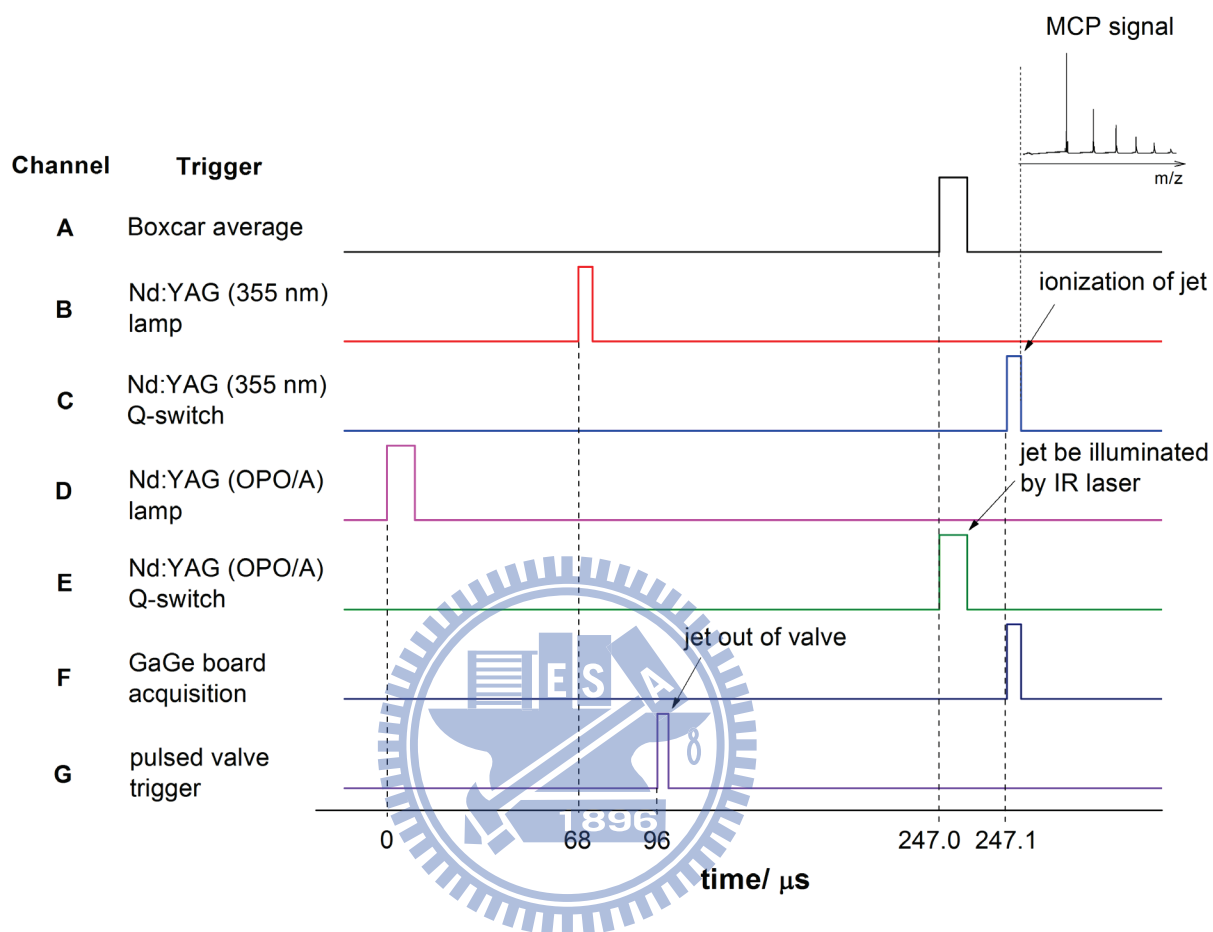 MCP signal
m/z
Channel Trigger
A Boxcar average
B Nd:YAG (355 nm)
lamp
ionization of jet
C Nd:YAG (355 nm)
Q-switch
jet be illuminated
by IR laser
D Nd:YAG (OPO/A)
lamp
E Nd:YAG (OPO/A)
Q-switch
jet out of valve
F GaGe board
acquisition
E S A
G pulsed valve
trigger
1896
0 68 96 247.0 247.1
time/ μs